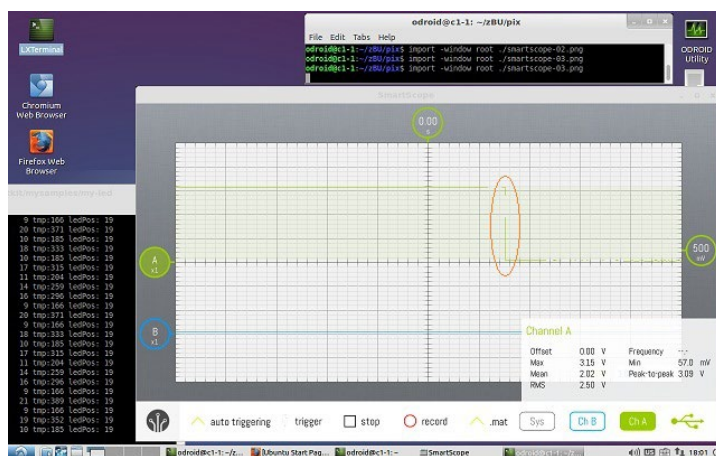 odroid@c1-1: ~/zBU/pix
File Edit Tabs Help
odroid@c1-1:~/zBU/pix$ import -window root ./smartscope-02.png
odroid@c1-1:~/zBU/pix$ import -window root ./smartscope-03.png
odroid@c1-1:~/zBU/pix$ import -window root ./smartscope-03.png
LXTerminal
Chromium
Web Browser
Firefox Web
Browser
ODROID
Utility
SmartScope
0.00
s
A
x1
500
mV
B
x1
9 tmp:166 ledPos: 19
20 tmp:371 ledPos: 19
10 tmp:185 ledPos: 19
18 tmp:333 ledPos: 19
10 tmp:185 ledPos: 19
17 tmp:315 ledPos: 19
11 tmp:204 ledPos: 19
14 tmp:259 ledPos: 19
16 tmp:296 ledPos: 19
9 tmp:166 ledPos: 19
20 tmp:371 ledPos: 19
9 tmp:166 ledPos: 19
18 tmp:333 ledPos: 19
10 tmp:185 ledPos: 19
17 tmp:315 ledPos: 19
11 tmp:204 ledPos: 19
14 tmp:259 ledPos: 19
16 tmp:296 ledPos: 19
9 tmp:166 ledPos: 19
21 tmp:389 ledPos: 19
9 tmp:166 ledPos: 19
19 tmp:352 ledPos: 19
10 tmp:185 ledPos: 19
Channel A
Offset 0.00 V Frequency --.-
Max 3.15 V Min 57.0 mV
Mean 2.02 V Peak-to-peak 3.09 V
RMS 2.50 V
auto triggering trigger stop record .mat Sys Ch B Ch A
odroid@c1-1: ~/z... [Ubuntu Start Pag... odroid@c1-1: ~ SmartScope 18:01